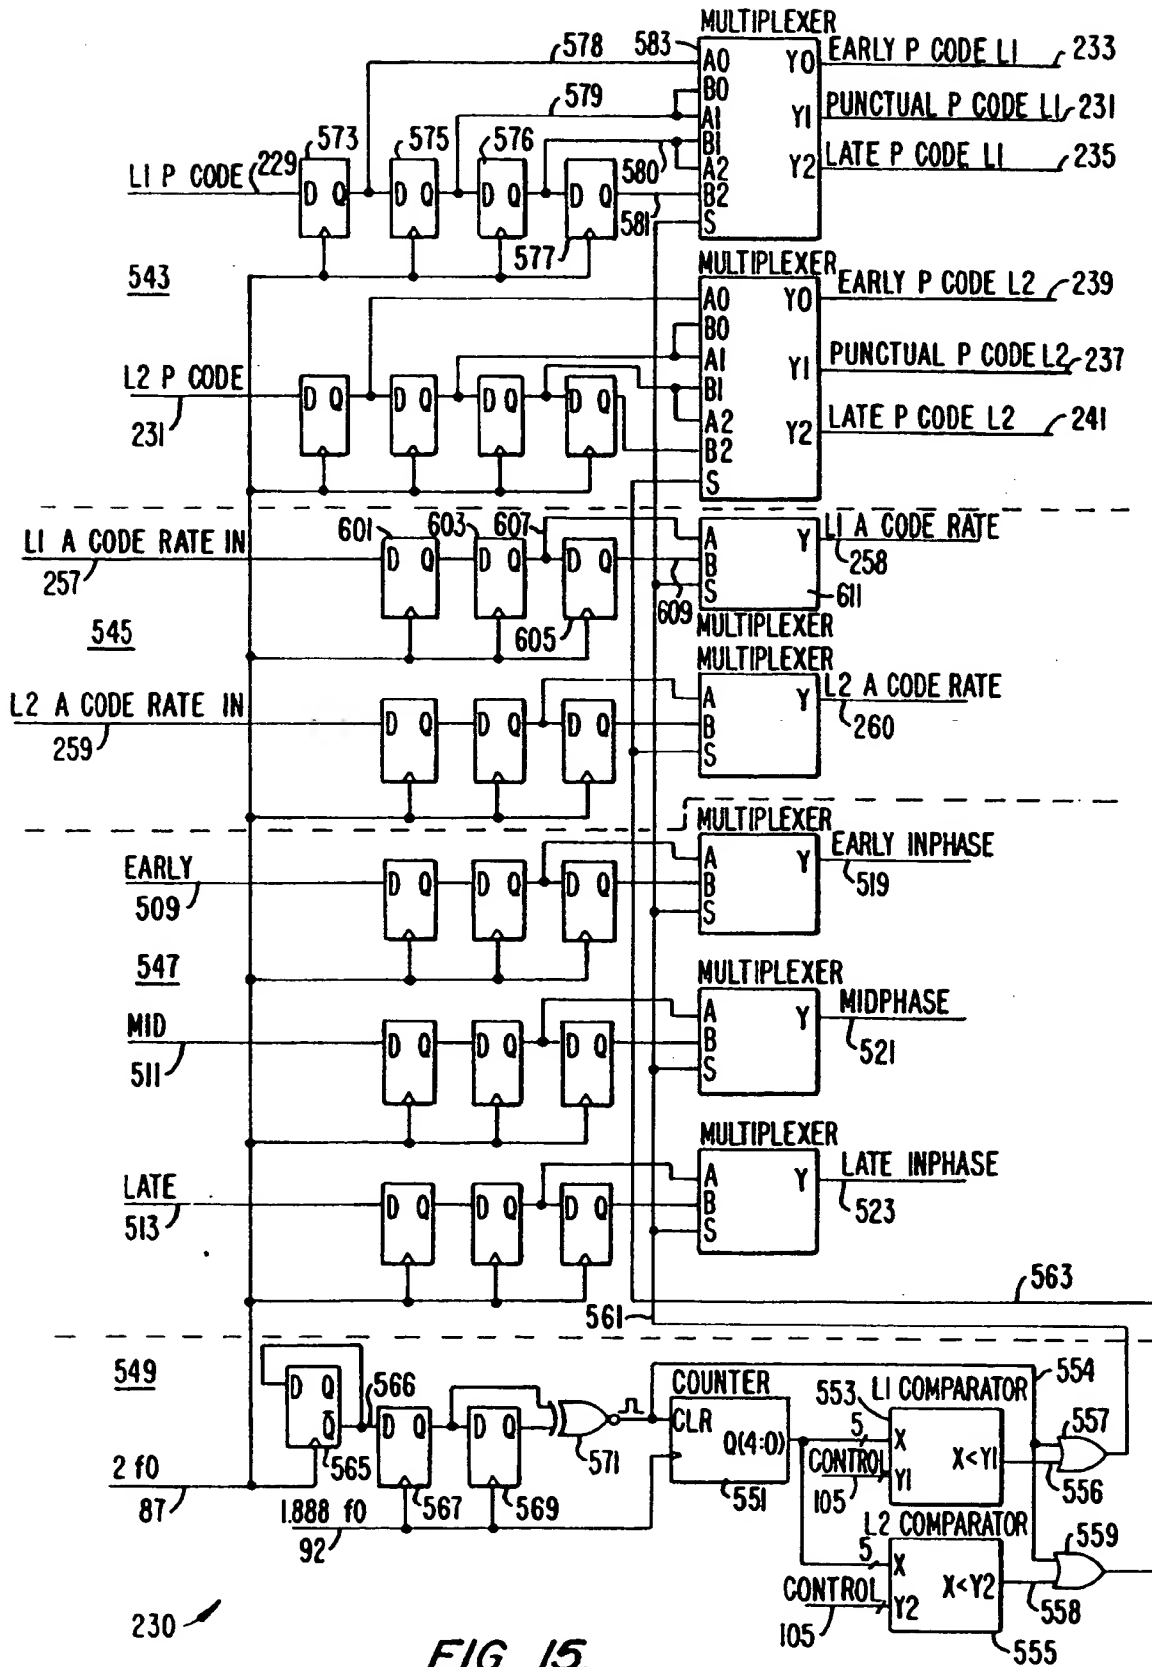 MULTIPLEXER
578 583 A0 Y0 EARLY P CODE L1 233
B0
579 A1 Y1 PUNCTUAL P CODE L1 231
573 575 576 B1
L1 P CODE 229 D Q D Q D Q D Q 580 A2 Y2 LATE P CODE L1 235
B2
577 581 S
543
MULTIPLEXER
A0 Y0 EARLY P CODE L2 239
B0
A1 Y1 PUNCTUAL P CODE L2 237
L2 P CODE D Q D Q D Q D Q B1
231 A2 Y2 LATE P CODE L2 241
B2
S
601 603 607
L1 A CODE RATE IN D Q D Q D Q A Y L1 A CODE RATE
257 B 258
609 S 611
545 605 MULTIPLEXER
MULTIPLEXER
L2 A CODE RATE IN D Q D Q D Q A Y L2 A CODE RATE
259 B 260
S
MULTIPLEXER
EARLY D Q D Q D Q A Y EARLY INPHASE
509 B 519
S
547
MULTIPLEXER
MID D Q D Q D Q A Y MIDPHASE
511 B 521
S
MULTIPLEXER
LATE D Q D Q D Q A Y LATE INPHASE
513 B 523
S
563
561
549
554
D Q 566 COUNTER 553 L1 COMPARATOR
Q̅ D Q D Q CLR 5 X 557
565 571 Q(4:0) CONTROL X<Y1
2 f0 Y1 556
87 1.888 f0 567 569 551 105
92 L2 COMPARATOR 559
5 X
CONTROL X<Y2
Y2 558
105 555
230
FIG. 15.